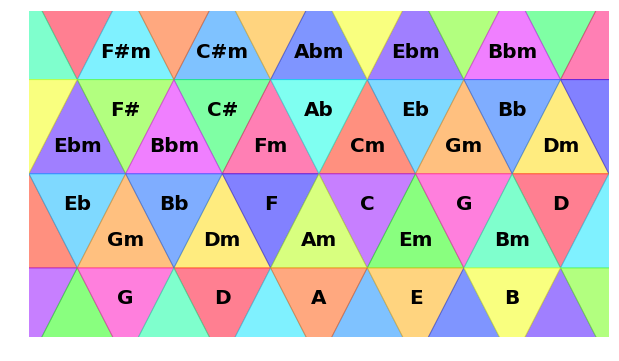 F#m C#m Abm Ebm Bbm
F# C# Ab Eb Bb
Ebm Bbm Fm Cm Gm Dm
Eb Bb F C G D
Gm Dm Am Em Bm
G D A E B